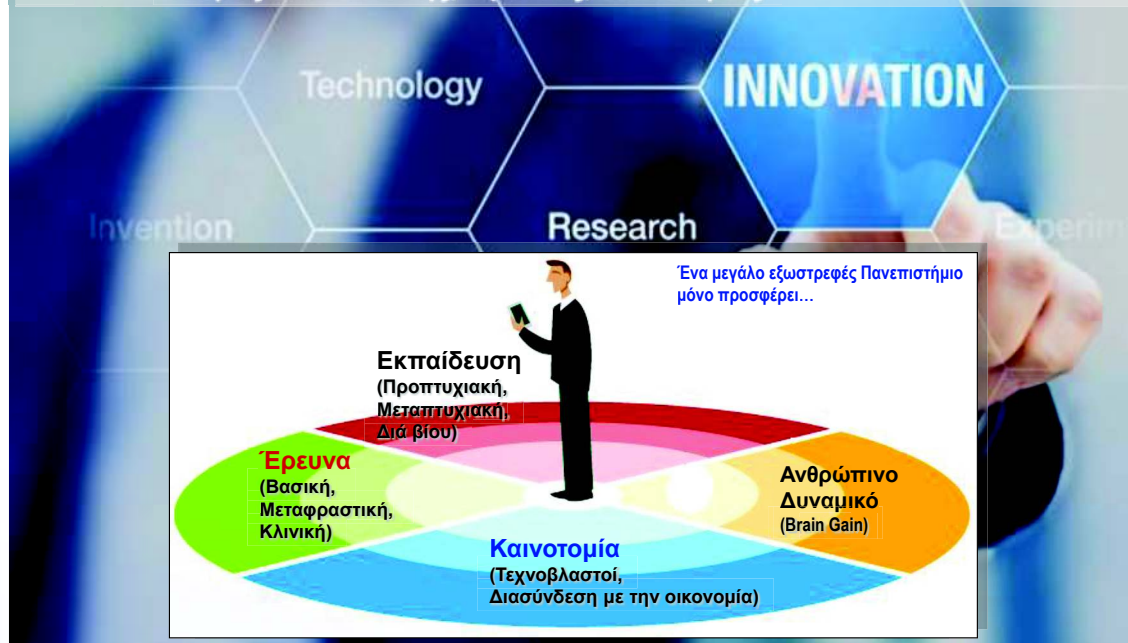 Technology
INNOVATION
Invention
Research
Ένα μεγάλο εξωστρεφές Πανεπιστήμιο
μόνο προσφέρει…
Εκπαίδευση
(Προπτυχιακή,
Μεταπτυχιακή,
Διά βίου)
Έρευνα
(Βασική,
Μεταφραστική,
Κλινική)
Ανθρώπινο
Δυναμικό
(Brain Gain)
Καινοτομία
(Τεχνοβλαστοί,
Διασύνδεση με την οικονομία)